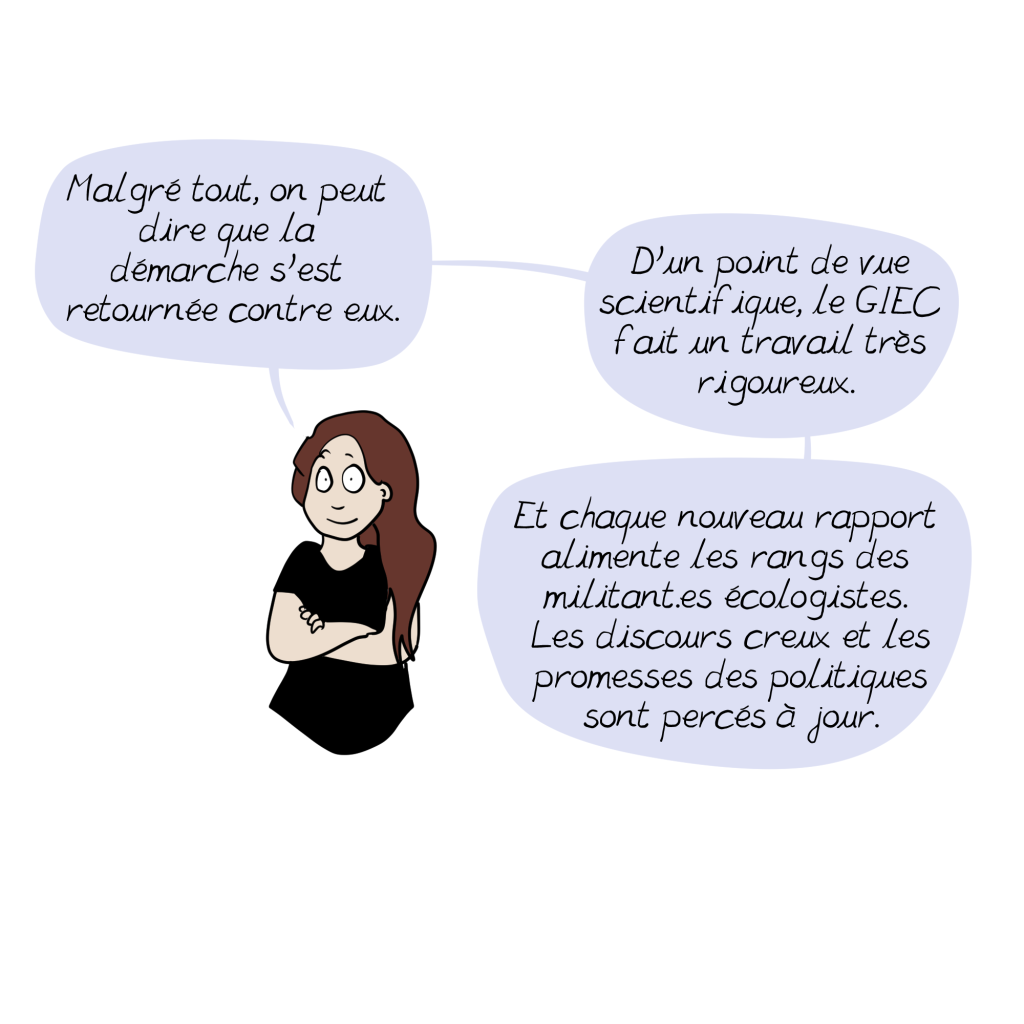 Malgré tout, on peut
dire que la
démarche s'est
retournée contre eux.
D'un point de vue
scientifique, le GIEC
fait un travail très
rigoureux.
Et chaque nouveau rapport
alimente les rangs des
militant.es écologistes.
Les discours creux et les
promesses des politiques
sont percés à jour.